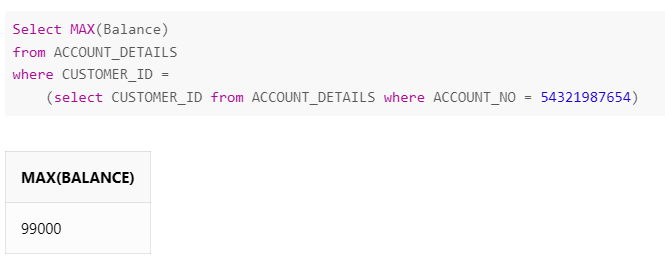 Select MAX(Balance)
from ACCOUNT_DETAILS
where CUSTOMER_ID =
(select CUSTOMER_ID from ACCOUNT_DETAILS where ACCOUNT_NO = 54321987654)
MAX(BALANCE)
99000